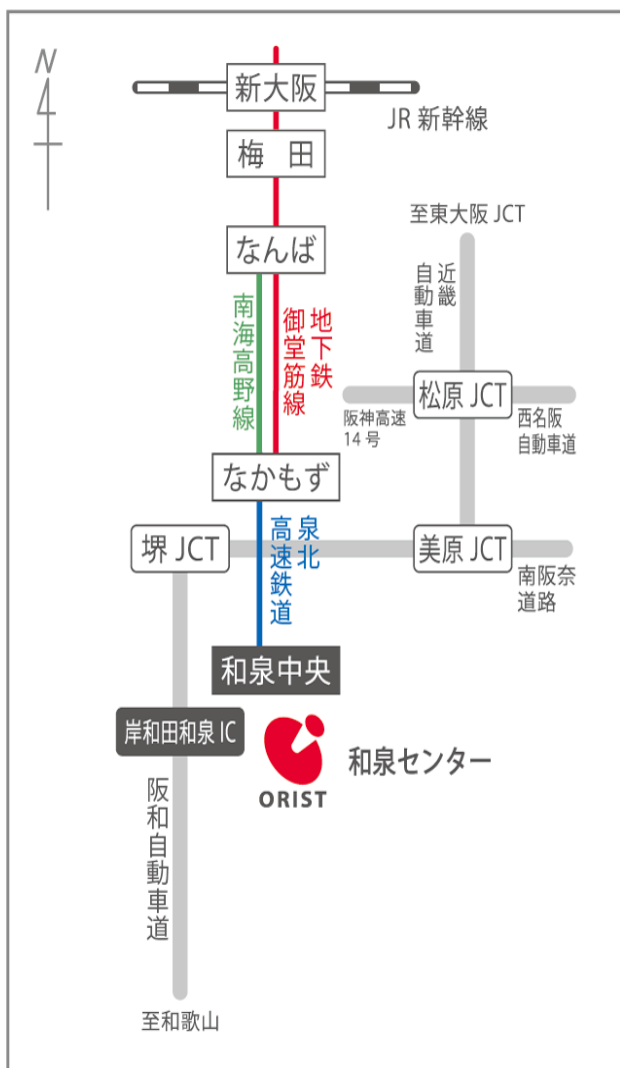 N
新大阪
JR 新幹線
梅 田
至東大阪 JCT
なんば
近畿
自動車道
南海高野線
地下鉄
御堂筋線
松原 JCT
阪神高速
14 号
西名阪
自動車道
なかもず
堺 JCT
泉北
高速鉄道
美原 JCT
南阪奈
道路
和泉中央
岸和田和泉 IC
和泉センター
ORIST
阪和自動車道
至和歌山